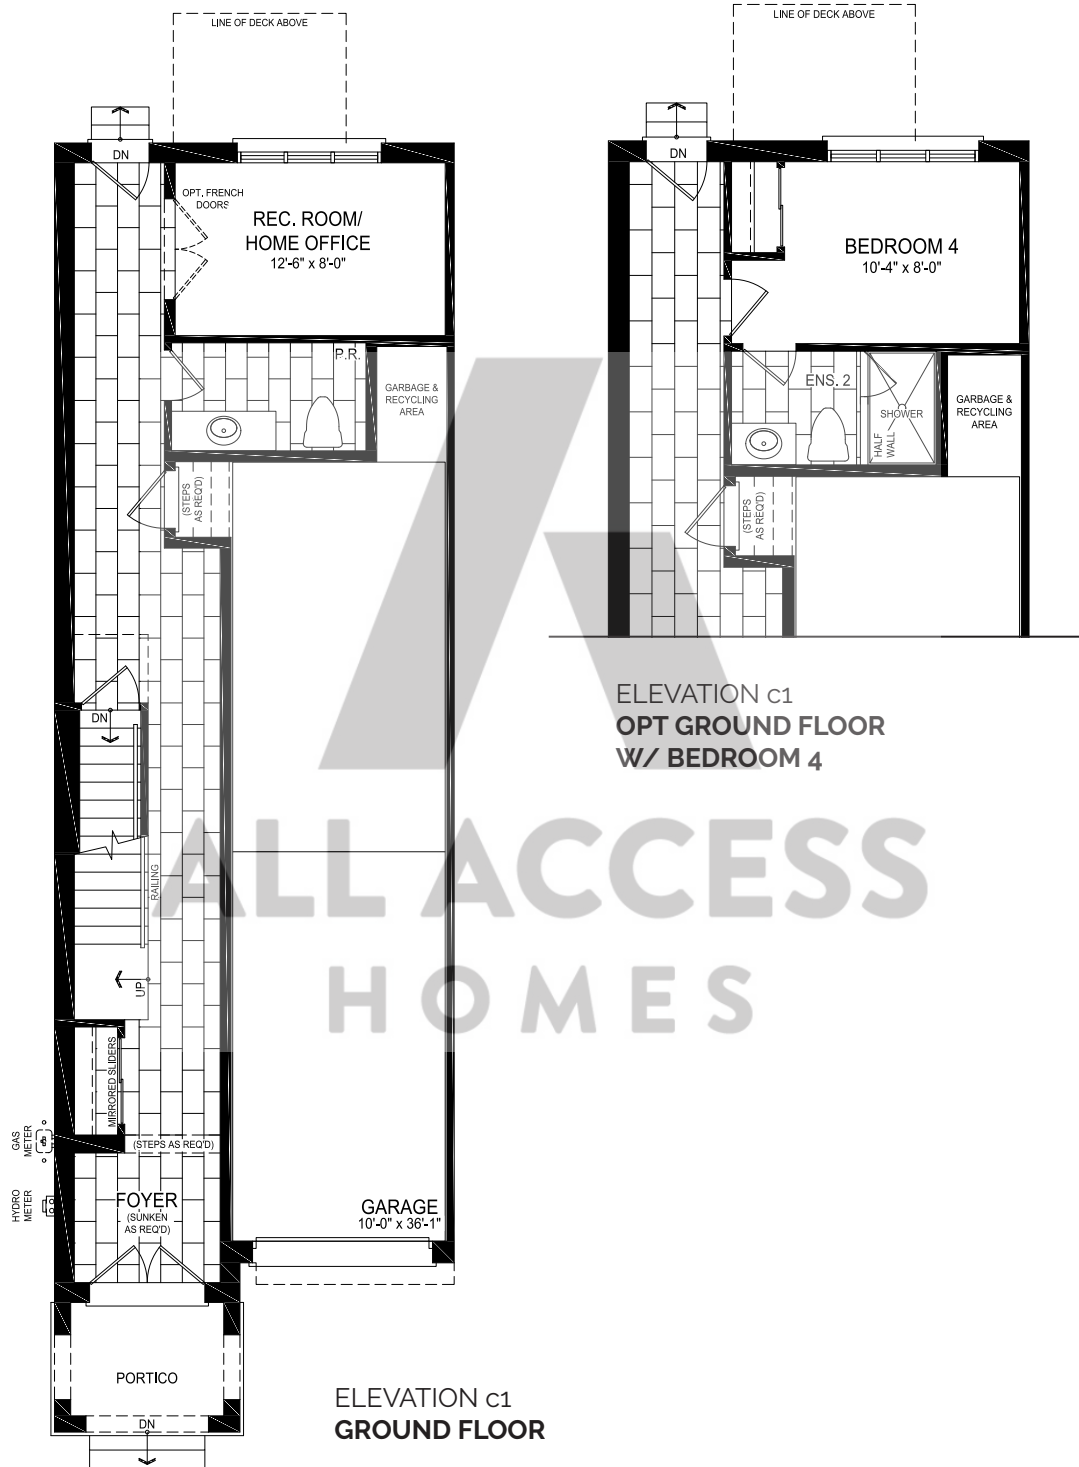 LINE OF DECK ABOVE
DN
OPT. FRENCH
DOORS
REC. ROOM/
HOME OFFICE
12'-6" x 8'-0"
P.R.
GARBAGE &
RECYCLING
AREA
(STEPS
AS REQ'D)
DN
RAILING
UP
MIRRORED SLIDERS
GAS
METER
(STEPS AS REQ'D)
HYDRO
METER
FOYER
(SUNKEN
AS REQ'D)
GARAGE
10'-0" x 36'-1"
PORTICO
DN
ELEVATION c1
GROUND FLOOR
LINE OF DECK ABOVE
DN
BEDROOM 4
10'-4" x 8'-0"
ENS. 2
SHOWER
HALF
WALL
GARBAGE &
RECYCLING
AREA
(STEPS
AS REQ'D)
ELEVATION c1
OPT GROUND FLOOR
W/ BEDROOM 4
ALL ACCESS
HOMES